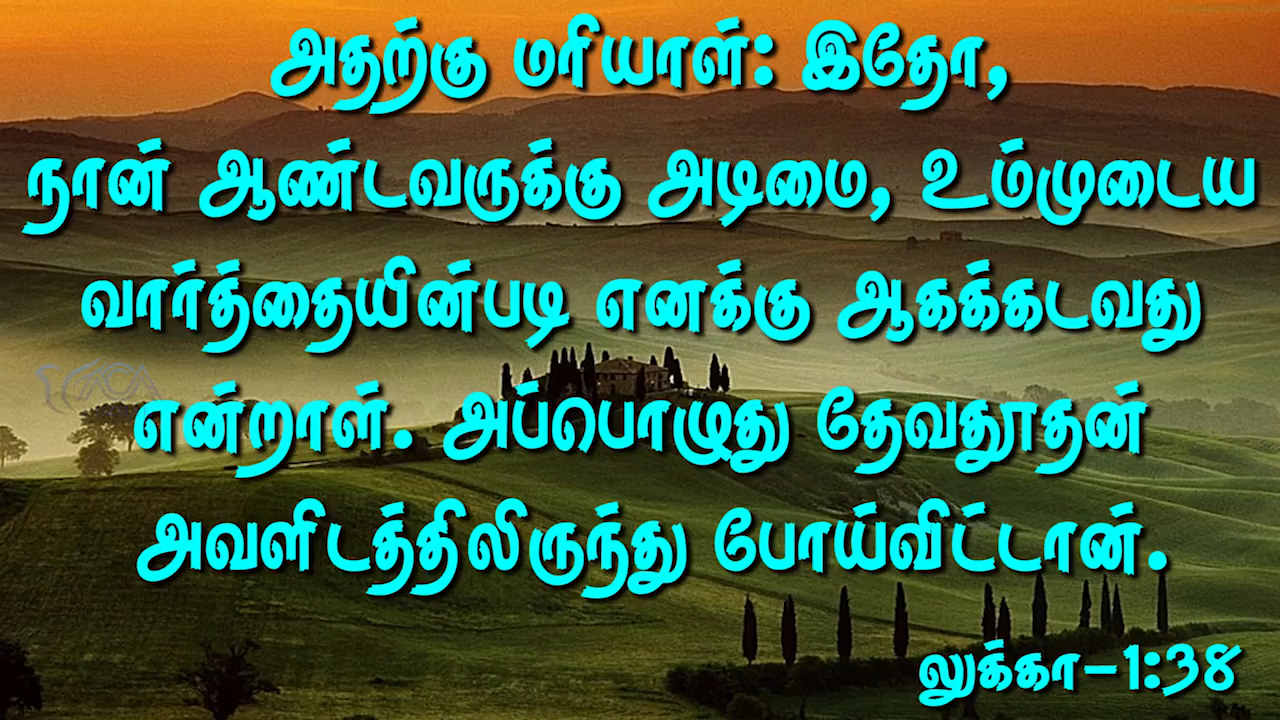 அதற்கு மரியாள்: இதோ,
நான் ஆண்டவருக்கு அடிமை, உம்முடைய
வார்த்தையின்படி எனக்கு ஆகக்கடவது
என்றாள். அப்பொழுது தேவதூதன்
அவளிடத்திலிருந்து போய்விட்டான்.
லுக்கா-1:38